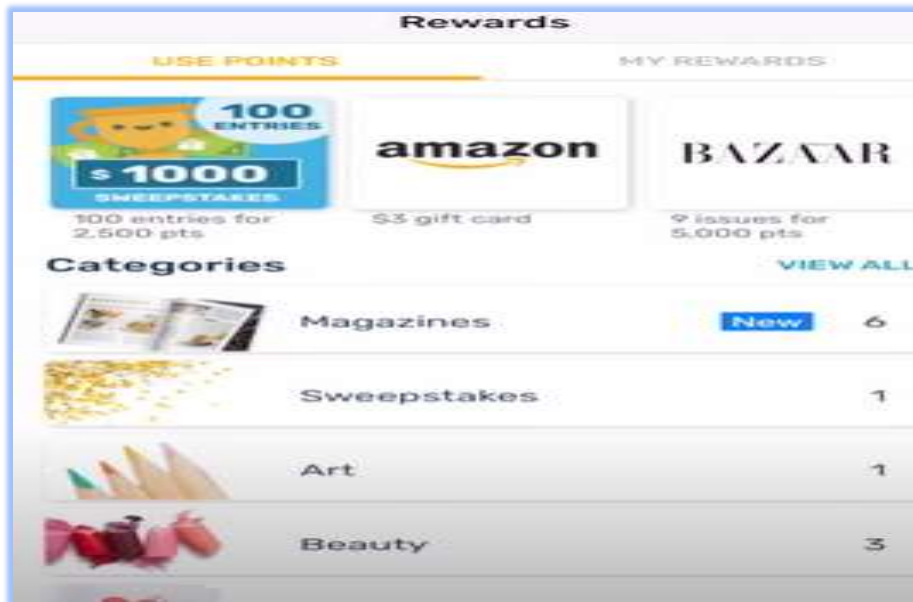 Rewards
USE POINTS
MY REWARDS
100
ENTRIES
$1000
SWEEPSTAKES
amazon
BAZAAR
100 entries for
2,500 pts
$3 gift card
9 issues for
5,000 pts
Categories
VIEW ALL
Magazines
New
6
Sweepstakes
1
Art
1
Beauty
3